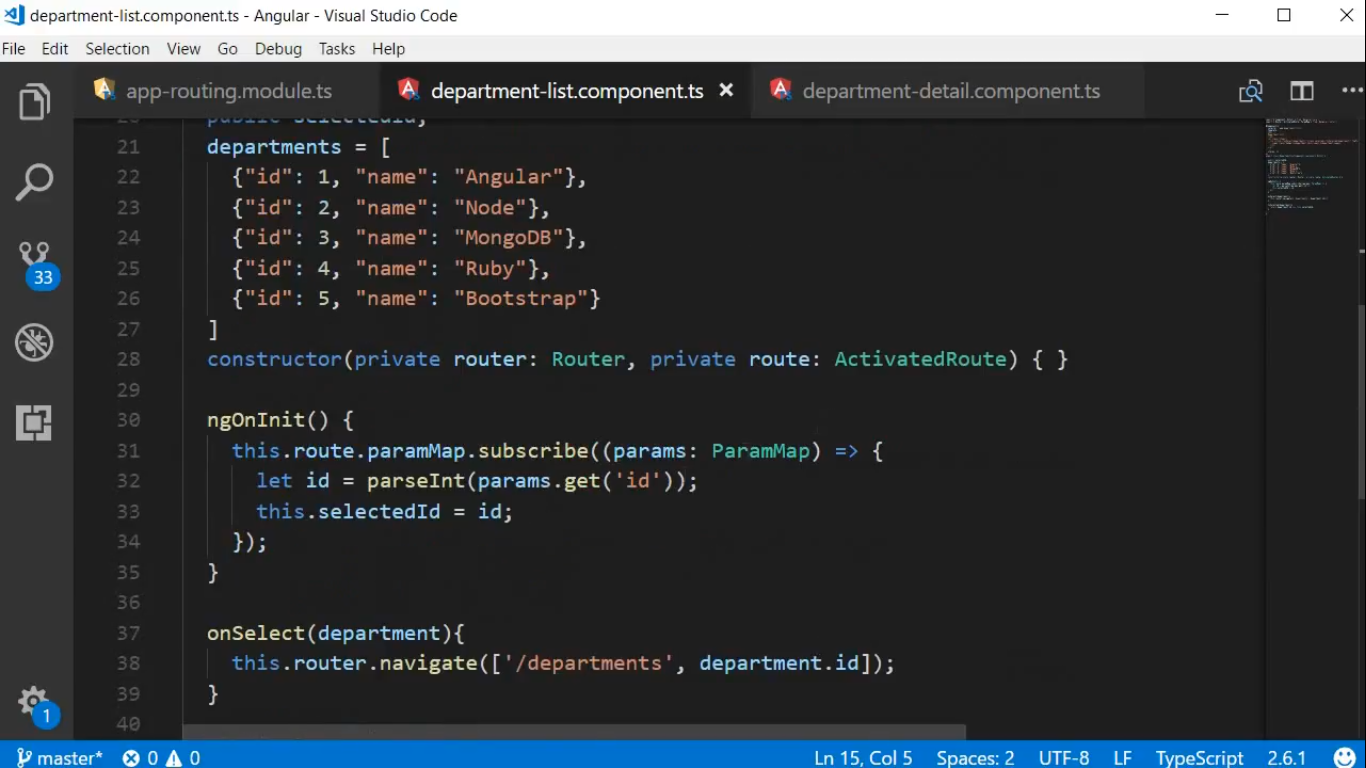 department-list.component.ts - Angular - Visual Studio Code
File Edit Selection View Go Debug Tasks Help
app-routing.module.ts department-list.component.ts department-detail.component.ts
20 public selectedId;
21 departments = [
22 {"id": 1, "name": "Angular"},
23 {"id": 2, "name": "Node"},
24 {"id": 3, "name": "MongoDB"},
25 {"id": 4, "name": "Ruby"},
26 {"id": 5, "name": "Bootstrap"}
27 ]
28 constructor(private router: Router, private route: ActivatedRoute) { }
29
30 ngOnInit() {
31 this.route.paramMap.subscribe((params: ParamMap) => {
32 let id = parseInt(params.get('id'));
33 this.selectedId = id;
34 });
35 }
36
37 onSelect(department){
38 this.router.navigate(['/departments', department.id]);
39 }
40
33
1
master* 0 0 Ln 15, Col 5 Spaces: 2 UTF-8 LF TypeScript 2.6.1